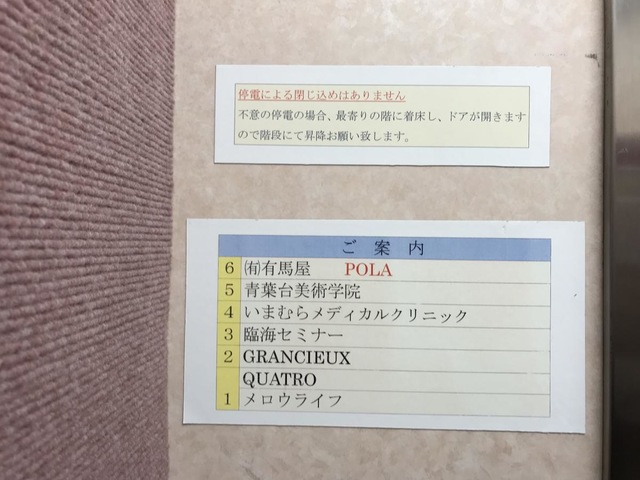 停電による閉じ込めはありません
不意の停電の場合、最寄りの階に着床し、ドアが開きます
ので階段にて昇降お願い致します。
ご案内
6 ㈲有馬屋 POLA
5 青葉台美術学院
4 いまむらメディカルクリニック
3 臨海セミナー
2 GRANCIEUX
QUATRO
1 メロウライフ